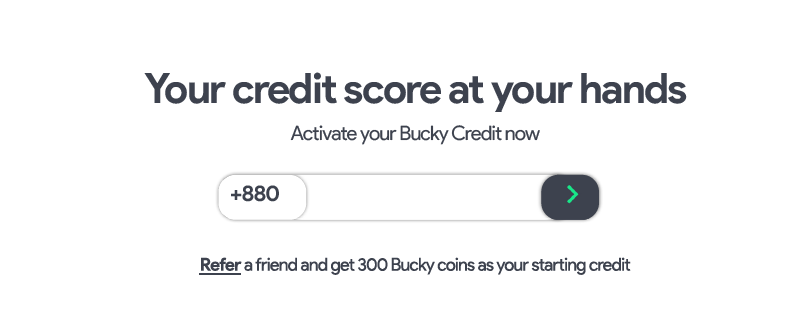 Your credit score at your hands
Activate your Bucky Credit now
+880
Refer a friend and get 300 Bucky coins as your starting credit